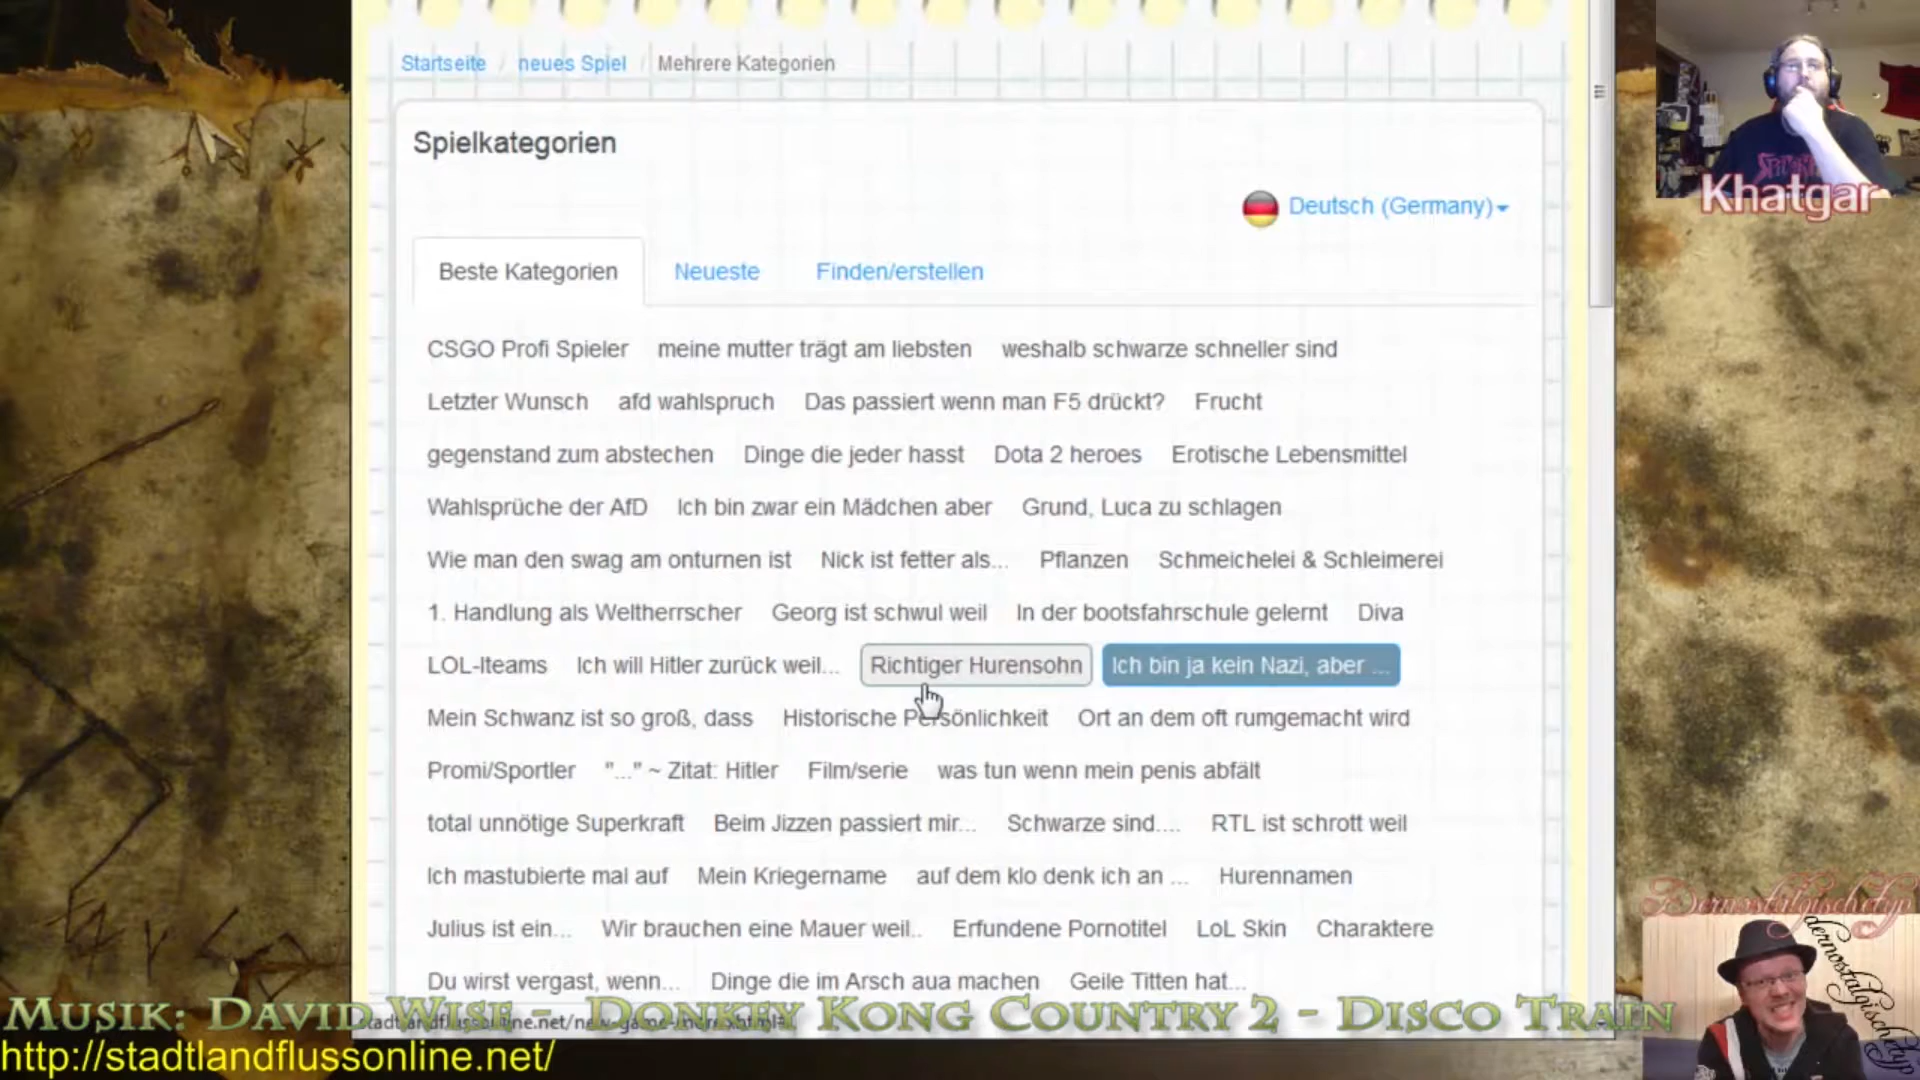 Startseite / neues Spiel / Mehrere Kategorien
Spielkategorien
Deutsch (Germany)
Beste Kategorien Neueste Finden/erstellen
CSGO Profi Spieler meine mutter trägt am liebsten weshalb schwarze schneller sind
Letzter Wunsch afd wahlspruch Das passiert wenn man F5 drückt? Frucht
gegenstand zum abstechen Dinge die jeder hasst Dota 2 heroes Erotische Lebensmittel
Wahlsprüche der AfD Ich bin zwar ein Mädchen aber Grund, Luca zu schlagen
Wie man den swag am onturnen ist Nick ist fetter als... Pflanzen Schmeichelei & Schleimerei
1. Handlung als Weltherrscher Georg ist schwul weil In der bootsfahrschule gelernt Diva
LOL-Iteams Ich will Hitler zurück weil... Richtiger Hurensohn Ich bin ja kein Nazi, aber ...
Mein Schwanz ist so groß, dass Historische Persönlichkeit Ort an dem oft rumgemacht wird
Promi/Sportler "..." ~ Zitat: Hitler Film/serie was tun wenn mein penis abfält
total unnötige Superkraft Beim Jizzen passiert mir... Schwarze sind.... RTL ist schrott weil
Ich mastubierte mal auf Mein Kriegername auf dem klo denk ich an ... Hurennamen
Julius ist ein... Wir brauchen eine Mauer weil.. Erfundene Pornotitel LoL Skin Charaktere
Du wirst vergast, wenn... Dinge die im Arsch aua machen Geile Titten hat...
Musik: David Wise - Donkey Kong Country 2 - Disco Train
http://stadtlandflussonline.net/
Khatgar
Dernostalgischetyp
dernostalgischetyp